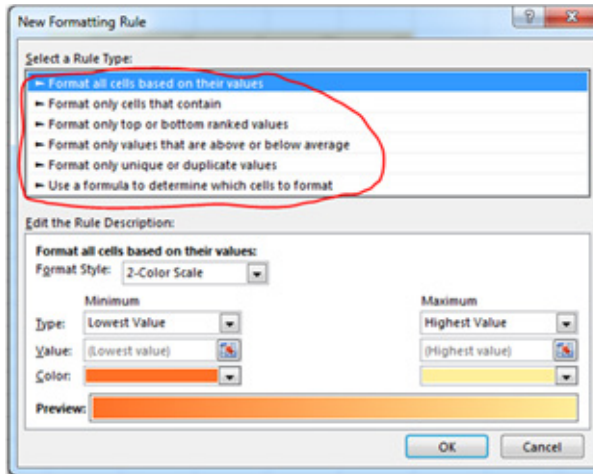 New Formatting Rule
Select a Rule Type:
► Format all cells based on their values
► Format only cells that contain
► Format only top or bottom ranked values
► Format only values that are above or below average
► Format only unique or duplicate values
► Use a formula to determine which cells to format
Edit the Rule Description:
Format all cells based on their values:
Format Style: 2-Color Scale
Minimum Maximum
Type: Lowest Value Highest Value
Value: (Lowest value) (Highest value)
Color:
Preview:
OK Cancel